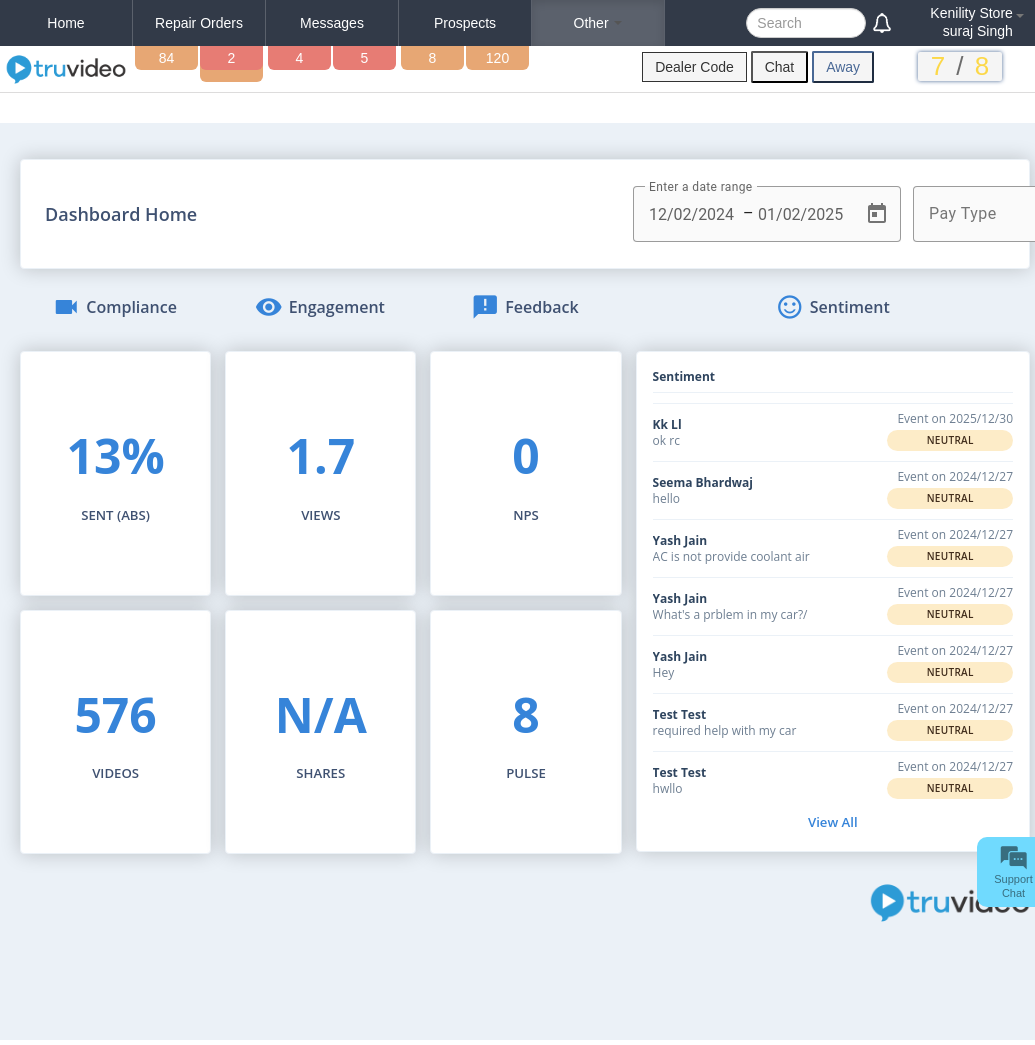 Home
Repair Orders
Messages
Prospects
Other
Search
Kenility Store
suraj Singh
truvideo
84
2
4
5
8
120
Dealer Code
Chat
Away
7 / 8
Dashboard Home
Enter a date range
12/02/2024 – 01/02/2025
Pay Type
Compliance
Engagement
Feedback
Sentiment
13%
SENT (ABS)
1.7
VIEWS
0
NPS
576
VIDEOS
N/A
SHARES
8
PULSE
Sentiment
Kk Ll
ok rc
Event on 2025/12/30
NEUTRAL
Seema Bhardwaj
hello
Event on 2024/12/27
NEUTRAL
Yash Jain
AC is not provide coolant air
Event on 2024/12/27
NEUTRAL
Yash Jain
What's a prblem in my car?/
Event on 2024/12/27
NEUTRAL
Yash Jain
Hey
Event on 2024/12/27
NEUTRAL
Test Test
required help with my car
Event on 2024/12/27
NEUTRAL
Test Test
hwllo
Event on 2024/12/27
NEUTRAL
View All
Support
Chat
truvideo